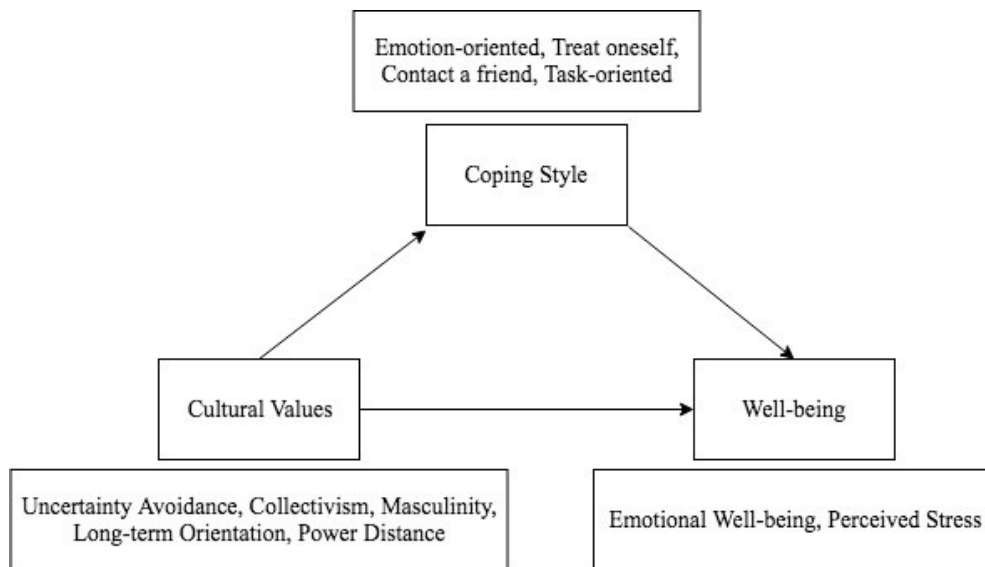 Emotion-oriented, Treat oneself,
Contact a friend, Task-oriented
Coping Style
Cultural Values
Well-being
Uncertainty Avoidance, Collectivism, Masculinity,
Long-term Orientation, Power Distance
Emotional Well-being, Perceived Stress